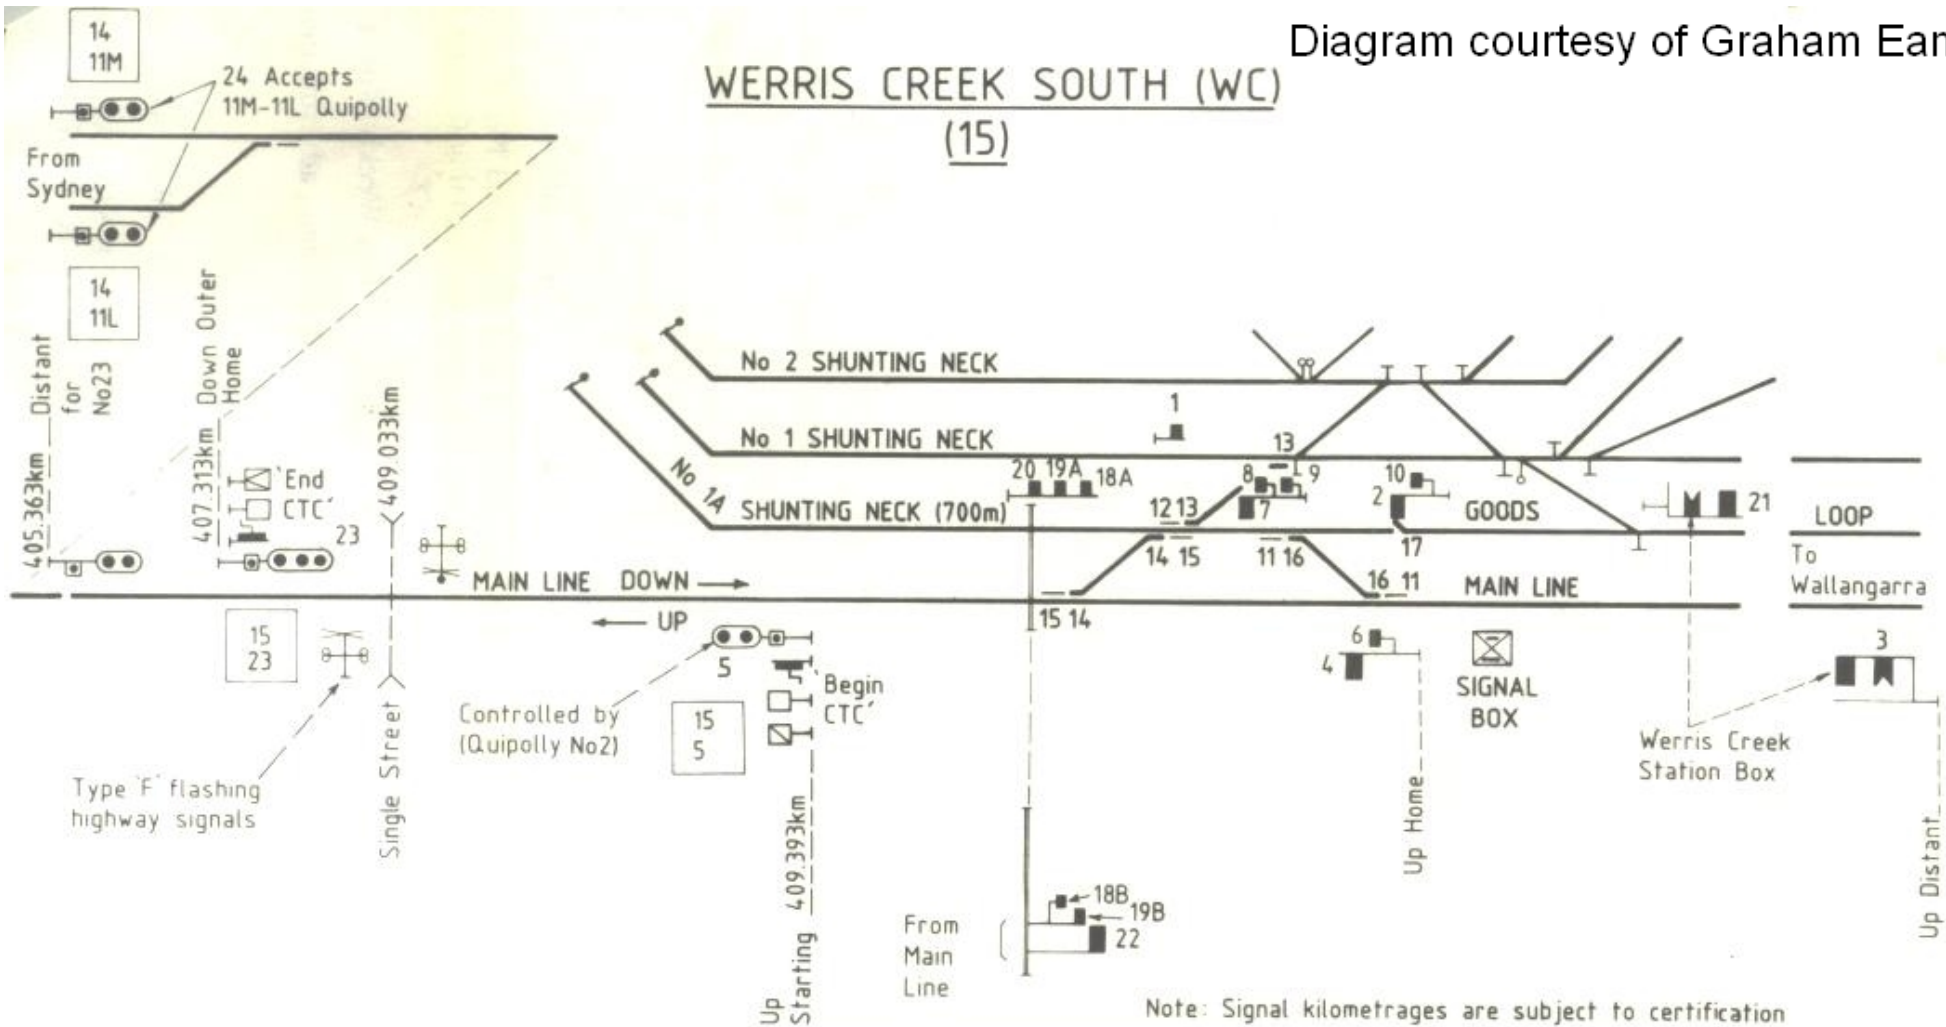 Diagram courtesy of Graham Ear
WERRIS CREEK SOUTH (WC)
(15)
14
11M
24 Accepts
11M-11L Quipolly
From
Sydney
14
11L
405.363km Distant
for
No23
407.313km Down Outer
Home
'End
CTC'
23
409.033km
Single Street
15
23
Type 'F' flashing
highway signals
MAIN LINE DOWN
UP
5
Controlled by
(Quipolly No2)
15
5
'Begin
CTC'
Up
Starting 409.393km
No 2 SHUNTING NECK
No 1 SHUNTING NECK
No 1A
SHUNTING NECK (700m)
1
13
20 19A 18A
8 9
7
10
2
12 13
14 15
11 16
17
15 14
16 11
GOODS
21
LOOP
MAIN LINE
To
Wallangarra
6
4
SIGNAL
BOX
3
Werris Creek
Station Box
Up Home
Up Distant
From
Main
Line
18B
19B
22
Note: Signal kilometrages are subject to certification